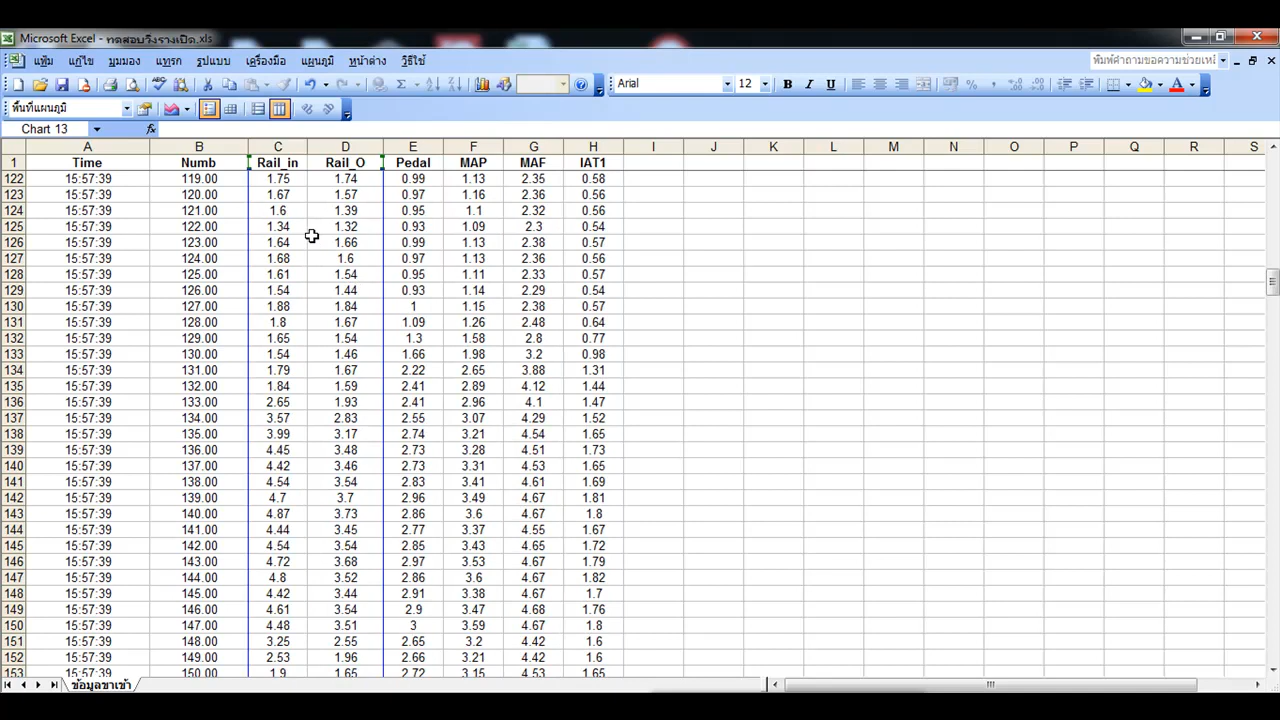 Microsoft Excel - ทดสอบวิ่งรางเปิด.xls
แฟ้ม แก้ไข มุมมอง แทรก รูปแบบ เครื่องมือ แผนภูมิ หน้าต่าง วิธีใช้
พิมพ์คำถามขอความช่วยเหลื
Arial 12 B I U
พื้นที่แผนภูมิ
Chart 13 fx
A B C D E F G H I J K L M N O P Q R S
1 Time Numb Rail_in Rail_O Pedal MAP MAF IAT1
122 15:57:39 119.00 1.75 1.74 0.99 1.13 2.35 0.58
123 15:57:39 120.00 1.67 1.57 0.97 1.16 2.36 0.56
124 15:57:39 121.00 1.6 1.39 0.95 1.1 2.32 0.56
125 15:57:39 122.00 1.34 1.32 0.93 1.09 2.3 0.54
126 15:57:39 123.00 1.64 1.66 0.99 1.13 2.38 0.57
127 15:57:39 124.00 1.68 1.6 0.97 1.13 2.36 0.56
128 15:57:39 125.00 1.61 1.54 0.95 1.11 2.33 0.57
129 15:57:39 126.00 1.54 1.44 0.93 1.14 2.29 0.54
130 15:57:39 127.00 1.88 1.84 1 1.15 2.38 0.57
131 15:57:39 128.00 1.8 1.67 1.09 1.26 2.48 0.64
132 15:57:39 129.00 1.65 1.54 1.3 1.58 2.8 0.77
133 15:57:39 130.00 1.54 1.46 1.66 1.98 3.2 0.98
134 15:57:39 131.00 1.79 1.67 2.22 2.65 3.88 1.31
135 15:57:39 132.00 1.84 1.59 2.41 2.89 4.12 1.44
136 15:57:39 133.00 2.65 1.93 2.41 2.96 4.1 1.47
137 15:57:39 134.00 3.57 2.83 2.55 3.07 4.29 1.52
138 15:57:39 135.00 3.99 3.17 2.74 3.21 4.54 1.65
139 15:57:39 136.00 4.45 3.48 2.73 3.28 4.51 1.73
140 15:57:39 137.00 4.42 3.46 2.73 3.31 4.53 1.65
141 15:57:39 138.00 4.54 3.54 2.83 3.41 4.61 1.69
142 15:57:39 139.00 4.7 3.7 2.96 3.49 4.67 1.81
143 15:57:39 140.00 4.87 3.73 2.86 3.6 4.67 1.8
144 15:57:39 141.00 4.44 3.45 2.77 3.37 4.55 1.67
145 15:57:39 142.00 4.54 3.54 2.85 3.43 4.65 1.72
146 15:57:39 143.00 4.72 3.68 2.97 3.53 4.67 1.79
147 15:57:39 144.00 4.8 3.52 2.86 3.6 4.67 1.82
148 15:57:39 145.00 4.42 3.44 2.91 3.38 4.67 1.7
149 15:57:39 146.00 4.61 3.54 2.9 3.47 4.68 1.76
150 15:57:39 147.00 4.48 3.51 3 3.59 4.67 1.8
151 15:57:39 148.00 3.25 2.55 2.65 3.2 4.42 1.6
152 15:57:39 149.00 2.53 1.96 2.66 3.21 4.42 1.6
153 15:57:39 150.00 1.9 1.65 2.72 3.15 4.53 1.65
ข้อมูลขาเข้า